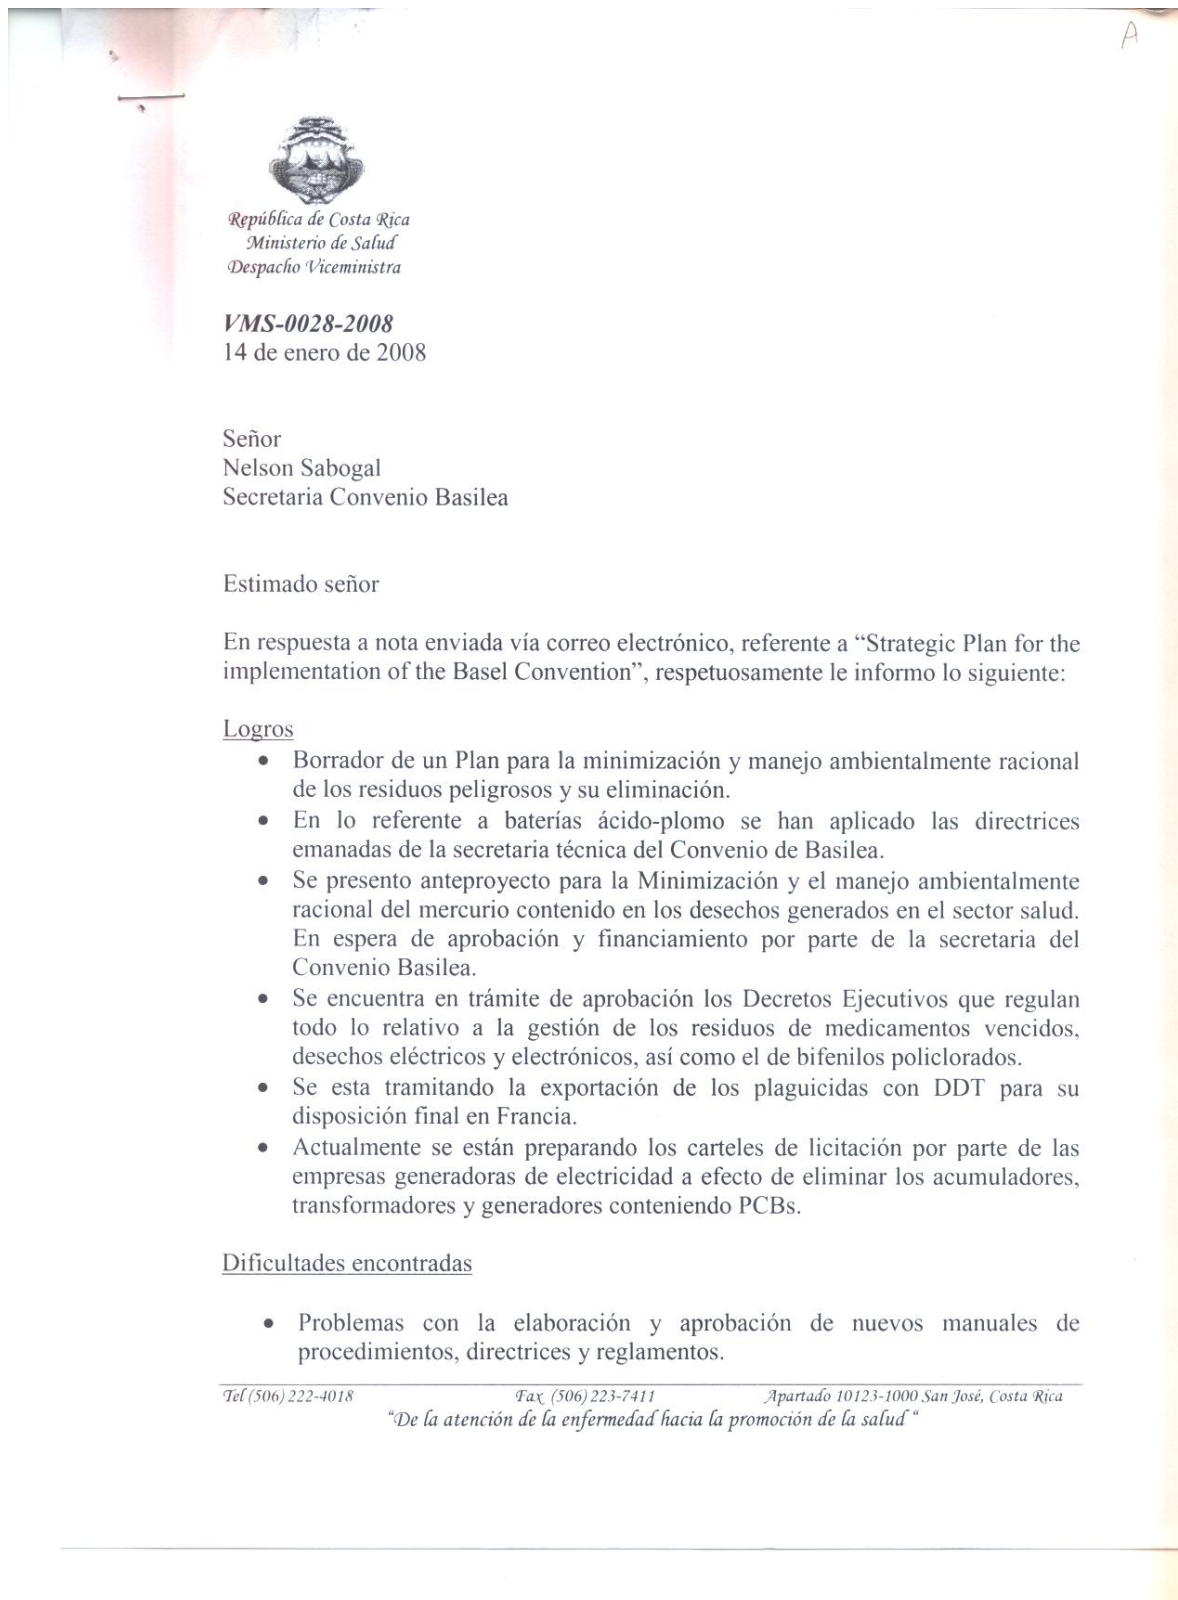 A
República de Costa Rica
Ministerio de Salud
Despacho Viceministra
VMS-0028-2008
14 de enero de 2008
Señor
Nelson Sabogal
Secretaria Convenio Basilea
Estimado señor
En respuesta a nota enviada vía correo electrónico, referente a “Strategic Plan for the
implementation of the Basel Convention”, respetuosamente le informo lo siguiente:
Logros
• Borrador de un Plan para la minimización y manejo ambientalmente racional
de los residuos peligrosos y su eliminación.
• En lo referente a baterías ácido-plomo se han aplicado las directrices
emanadas de la secretaria técnica del Convenio de Basilea.
• Se presento anteproyecto para la Minimización y el manejo ambientalmente
racional del mercurio contenido en los desechos generados en el sector salud.
En espera de aprobación y financiamiento por parte de la secretaria del
Convenio Basilea.
• Se encuentra en trámite de aprobación los Decretos Ejecutivos que regulan
todo lo relativo a la gestión de los residuos de medicamentos vencidos,
desechos eléctricos y electrónicos, así como el de bifenilos policlorados.
• Se esta tramitando la exportación de los plaguicidas con DDT para su
disposición final en Francia.
• Actualmente se están preparando los carteles de licitación por parte de las
empresas generadoras de electricidad a efecto de eliminar los acumuladores,
transformadores y generadores conteniendo PCBs.
Dificultades encontradas
• Problemas con la elaboración y aprobación de nuevos manuales de
procedimientos, directrices y reglamentos.
Tel (506) 222-4018 Fax (506) 223-7411 Apartado 10123-1000 San José, Costa Rica
“De la atención de la enfermedad hacia la promoción de la salud “